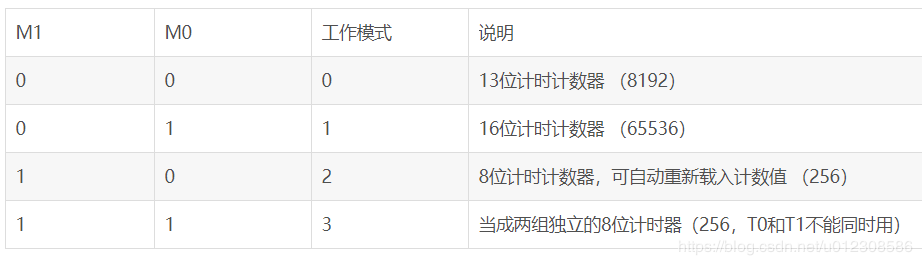 M1 M0 工作模式 说明
0 0 0 13位计时计数器 （8192）
0 1 1 16位计时计数器 （65536）
1 0 2 8位计时计数器，可自动重新载入计数值 （256）
1 1 3 当成两组独立的8位计时器（256，T0和T1不能同时用）
https://blog.csdn.net/u012308586